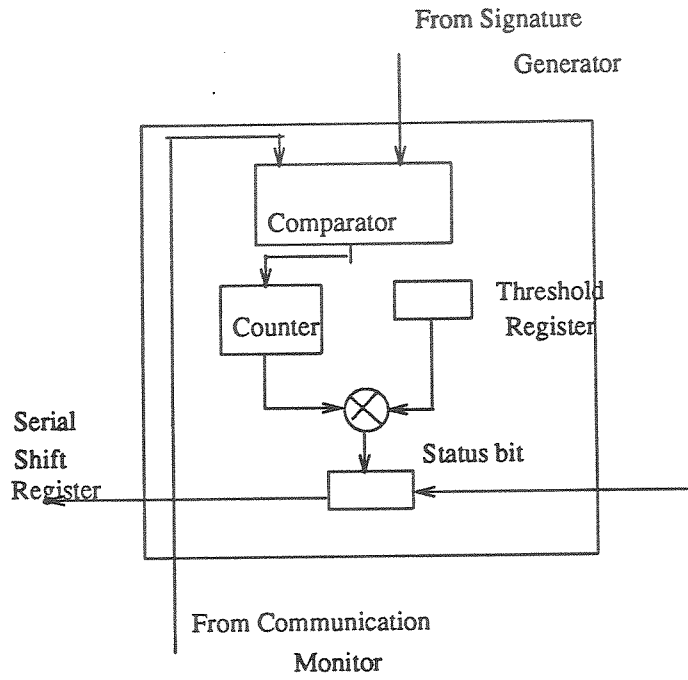 From Signature
Generator
Comparator
Counter
Threshold
Register
Serial
Shift
Register
Status bit
From Communication
Monitor